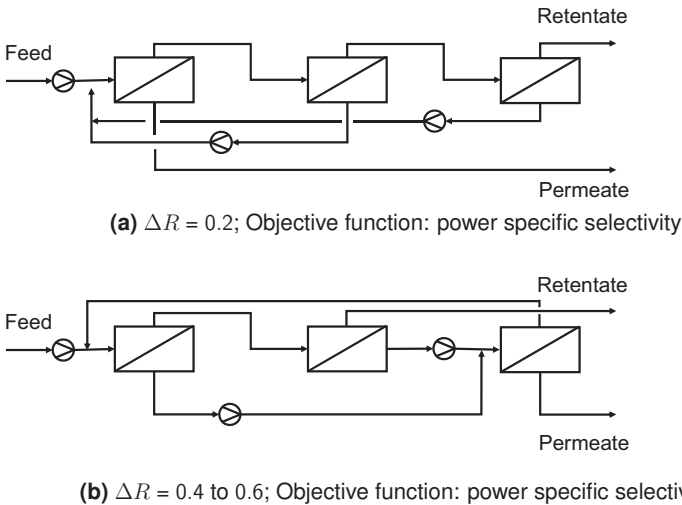 Retentate
Feed
Permeate
(a) ΔR = 0.2; Objective function: power specific selectivity
Retentate
Feed
Permeate
(b) ΔR = 0.4 to 0.6; Objective function: power specific selectiv